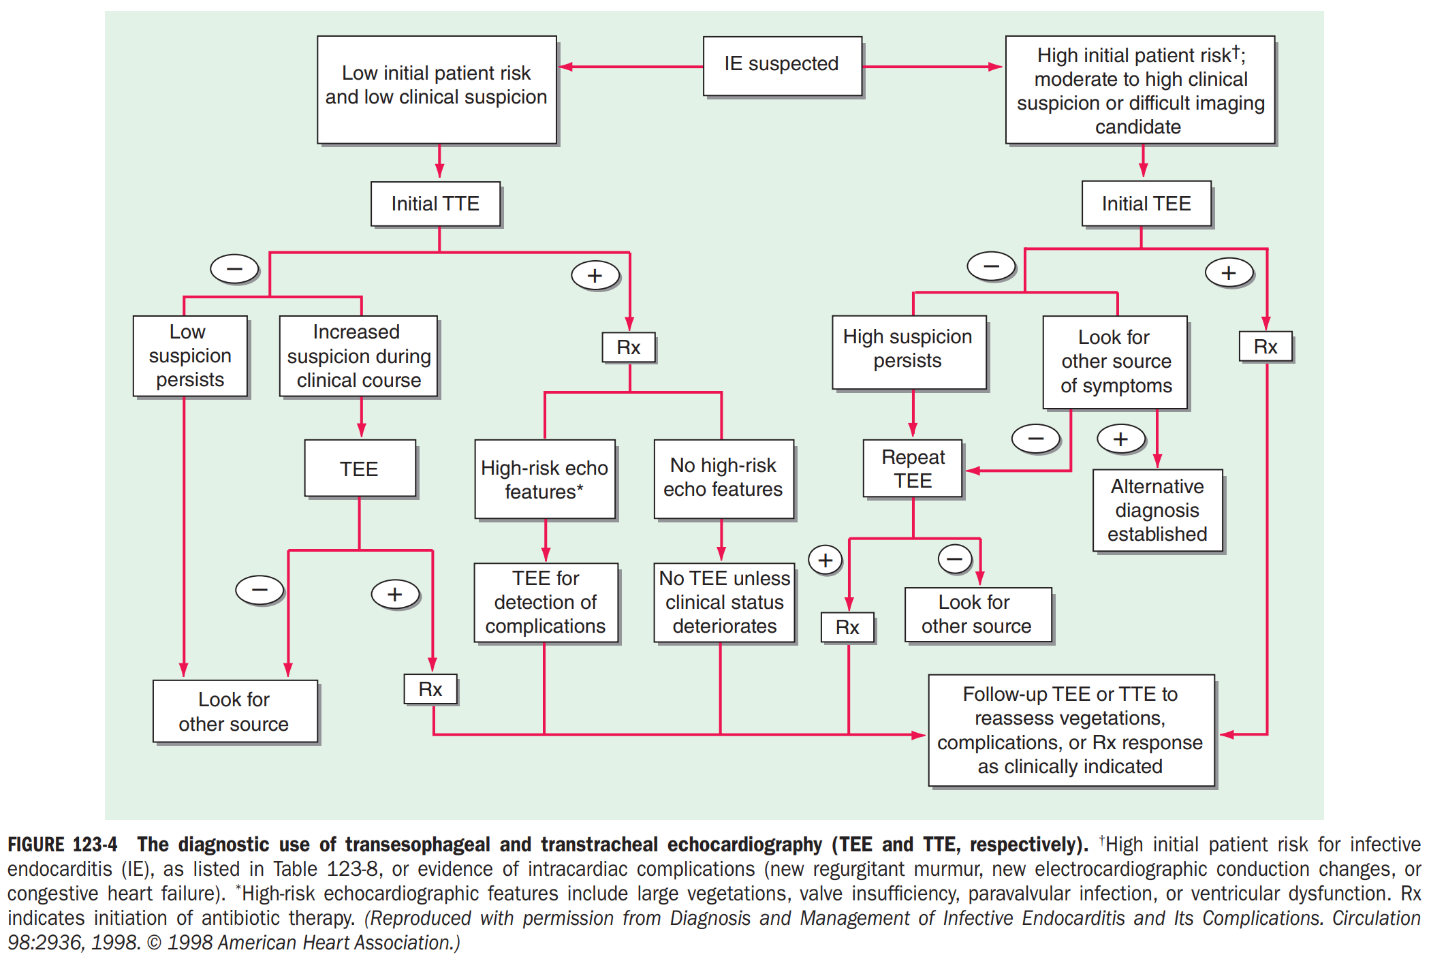 IE suspected
Low initial patient risk
and low clinical suspicion
High initial patient risk†;
moderate to high clinical
suspicion or difficult imaging
candidate
Initial TTE
Initial TEE
−
+
−
+
Low
suspicion
persists
Increased
suspicion during
clinical course
Rx
High suspicion
persists
Look for
other source
of symptoms
Rx
TEE
High-risk echo
features*
No high-risk
echo features
Repeat
TEE
−
+
Alternative
diagnosis
established
−
+
TEE for
detection of
complications
No TEE unless
clinical status
deteriorates
+
−
Rx
Look for
other source
Look for
other source
Rx
Follow-up TEE or TTE to
reassess vegetations,
complications, or Rx response
as clinically indicated
FIGURE 123-4 The diagnostic use of transesophageal and transtracheal echocardiography (TEE and TTE, respectively). †High initial patient risk for infective
endocarditis (IE), as listed in Table 123-8, or evidence of intracardiac complications (new regurgitant murmur, new electrocardiographic conduction changes, or
congestive heart failure). *High-risk echocardiographic features include large vegetations, valve insufficiency, paravalvular infection, or ventricular dysfunction. Rx
indicates initiation of antibiotic therapy. (Reproduced with permission from Diagnosis and Management of Infective Endocarditis and Its Complications. Circulation
98:2936, 1998. © 1998 American Heart Association.)